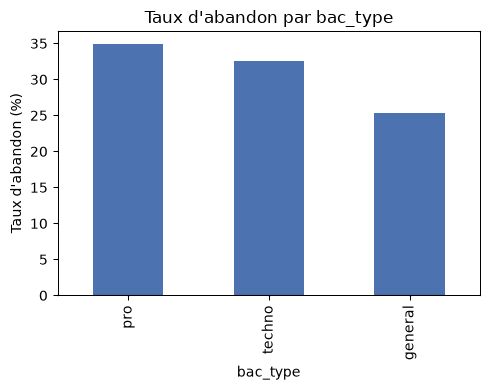 Taux d'abandon par bac_type
Taux d'abandon (%)
35
30
25
20
15
10
5
0
pro
techno
general
bac_type